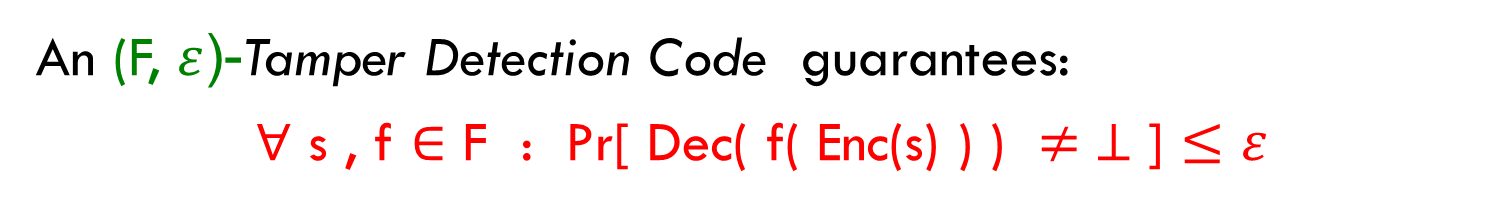 An (F, 𝜀)-Tamper Detection Code guarantees:
∀ s , f ∈ F : Pr[ Dec( f( Enc(s) ) ) ≠ ⊥ ] ≤ 𝜀